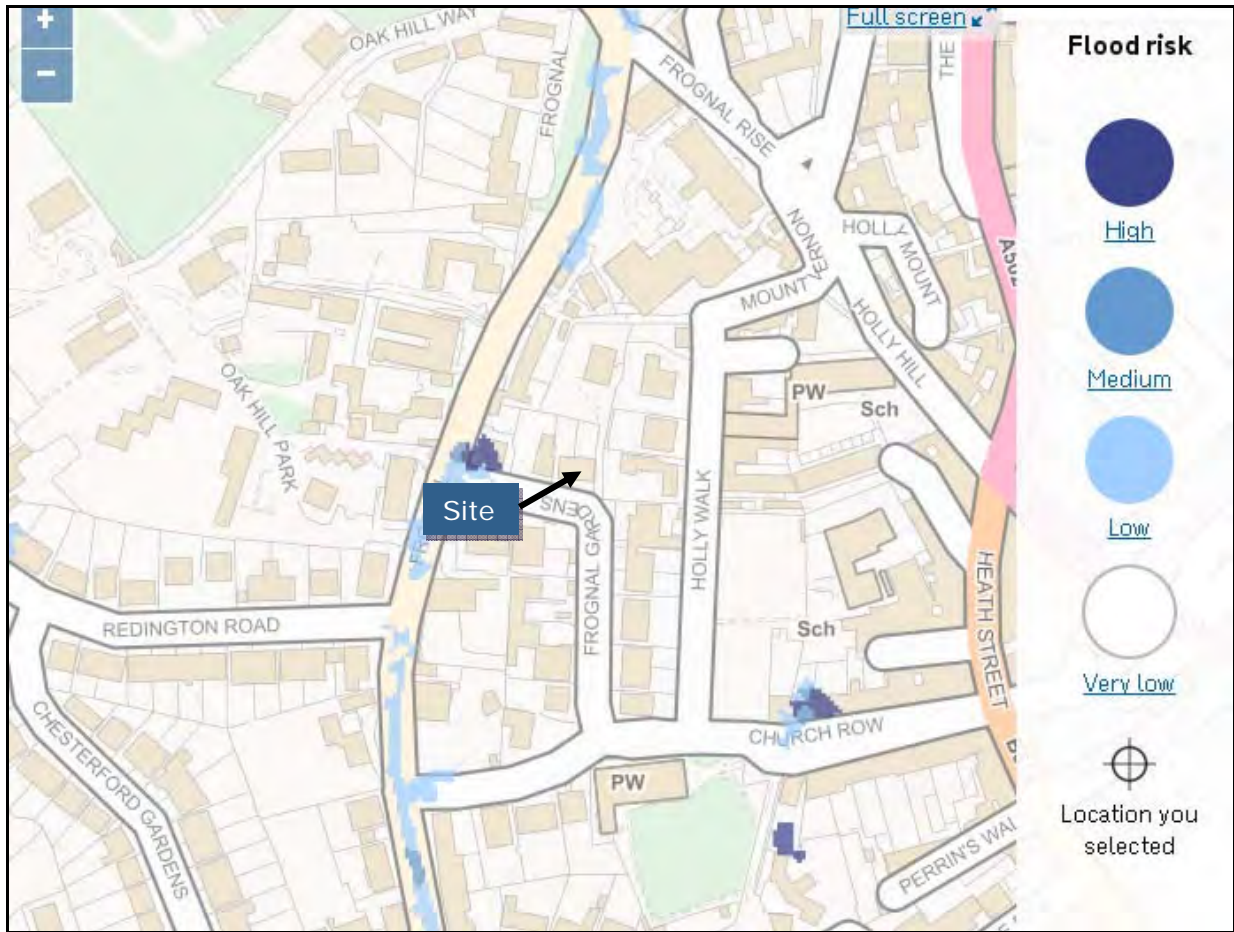 +
−
Full screen
OAK HILL WAY
FROGNAL
FROGNAL RISE
THE
HOLLY MOUNT
MOUNT VERNON
HOLLY HILL
OAK HILL PARK
PW
Sch
Site
FROGNAL GARDENS
HOLLY WALK
HEATH STREET
REDINGTON ROAD
Sch
CHURCH ROW
CHESTERFORD GARDENS
PW
Flood risk
High
Medium
Low
Very low
Location you
selected